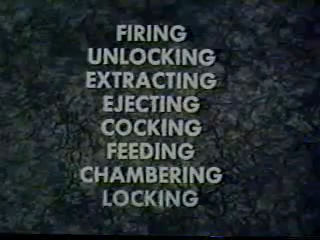 FIRING
UNLOCKING
EXTRACTING
EJECTING
COCKING
FEEDING
CHAMBERING
LOCKING